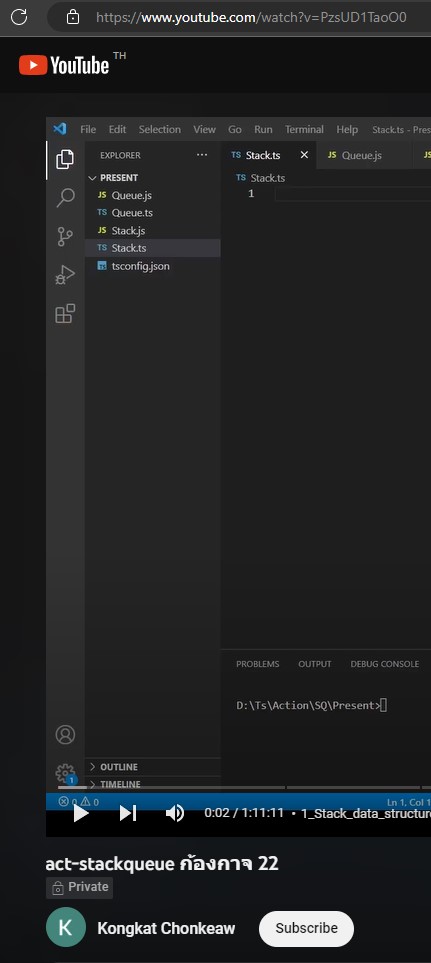 https://www.youtube.com/watch?v=PzsUD1TaoO0
YouTube TH
File Edit Selection View Go Run Terminal Help Stack.ts - Pres
EXPLORER ··· TS Stack.ts × JS Queue.js JS
PRESENT TS Stack.ts
JS Queue.js 1
TS Queue.ts
JS Stack.js
TS Stack.ts
TS tsconfig.json
PROBLEMS OUTPUT DEBUG CONSOLE
D:\Ts\Action\SQ\Present>
OUTLINE
1 TIMELINE
0 0 Ln 1, Col 1
0:02 / 1:11:11 • 1_Stack_data_structure
act-stackqueue ก้องกาจ 22
Private
K Kongkat Chonkeaw Subscribe